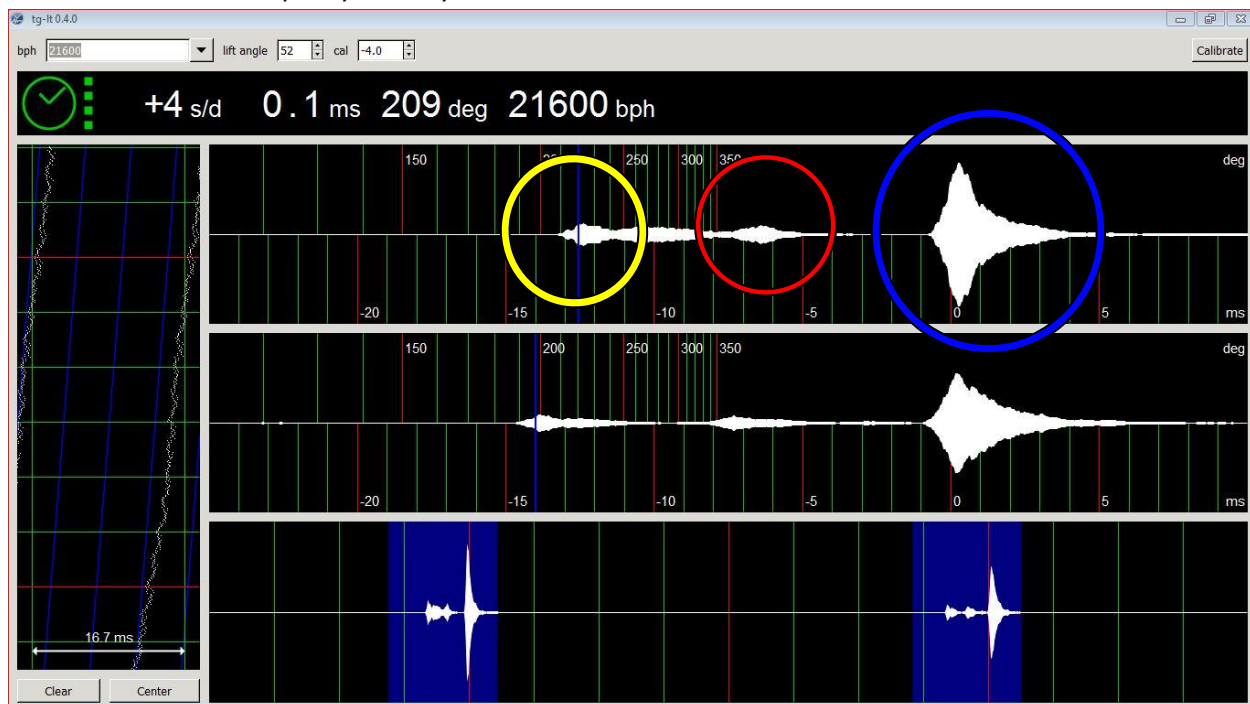 tg-lt 0.4.0
bph 21600 lift angle 52 cal -4.0 Calibrate
+4 s/d 0.1 ms 209 deg 21600 bph
150 250 300 350 deg
-20 -15 -10 -5 0 5 ms
150 200 250 300 350 deg
-20 -15 -10 -5 0 5 ms
16.7 ms
Clear Center